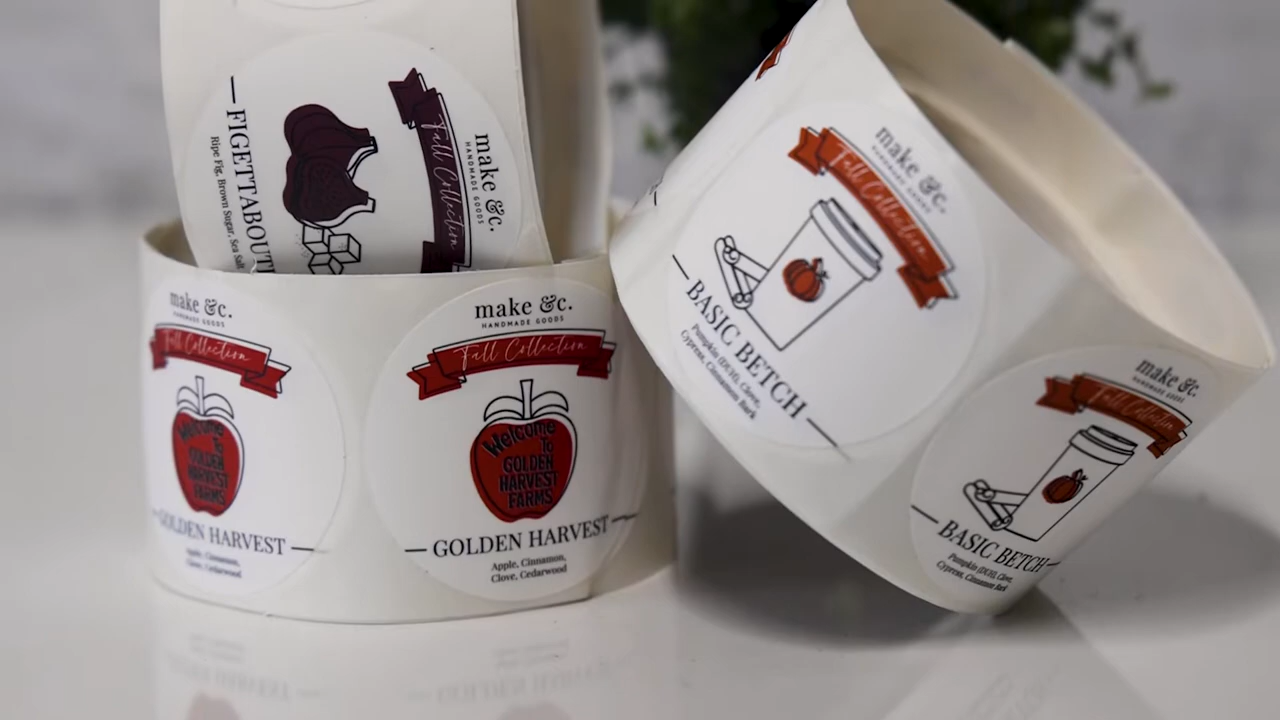 make &c.
HANDMADE GOODS
Fall Collection
FIGETTABOUTI
Ripe Fig, Brown Sugar, Sea Salt
make &c.
HANDMADE GOODS
Fall Collection
Welcome
To
GOLDEN
HARVEST
FARMS
GOLDEN HARVEST
Apple, Cinnamon,
Clove, Cedarwood
make &c.
HANDMADE GOODS
Fall Collection
Welcome
To
GOLDEN
HARVEST
FARMS
GOLDEN HARVEST
Apple, Cinnamon,
Clove, Cedarwood
make &c.
HANDMADE GOODS
Fall Collection
BASIC BETCH
Pumpkin (DUH), Clove,
Cypress, Cinnamon Bark
make &c.
HANDMADE GOODS
Fall Collection
BASIC BETCH
Pumpkin (DUH), Clove,
Cypress, Cinnamon Bark